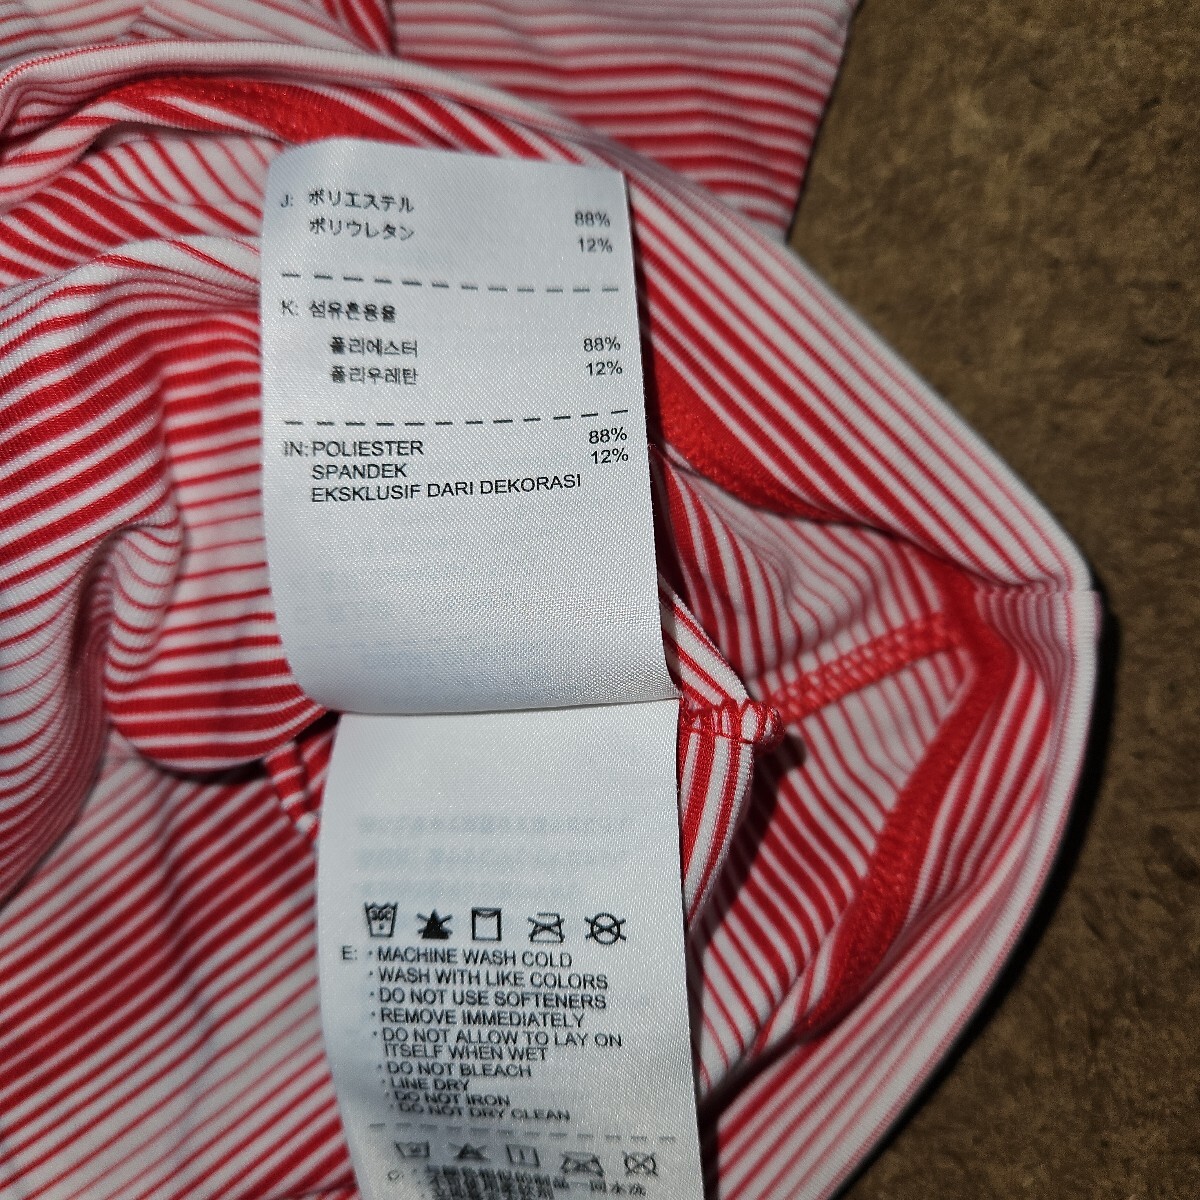 J: ポリエステル 88%
ポリウレタン 12%
K: 섬유혼용율
폴리에스터 88%
폴리우레탄 12%
IN: POLIESTER 88%
SPANDEK 12%
EKSKLUSIF DARI DEKORASI
30C
E: · MACHINE WASH COLD
· WASH WITH LIKE COLORS
· DO NOT USE SOFTENERS
· REMOVE IMMEDIATELY
· DO NOT ALLOW TO LAY ON
ITSELF WHEN WET
· DO NOT BLEACH
· LINE DRY
· DO NOT IRON
· DO NOT DRY CLEAN
C: